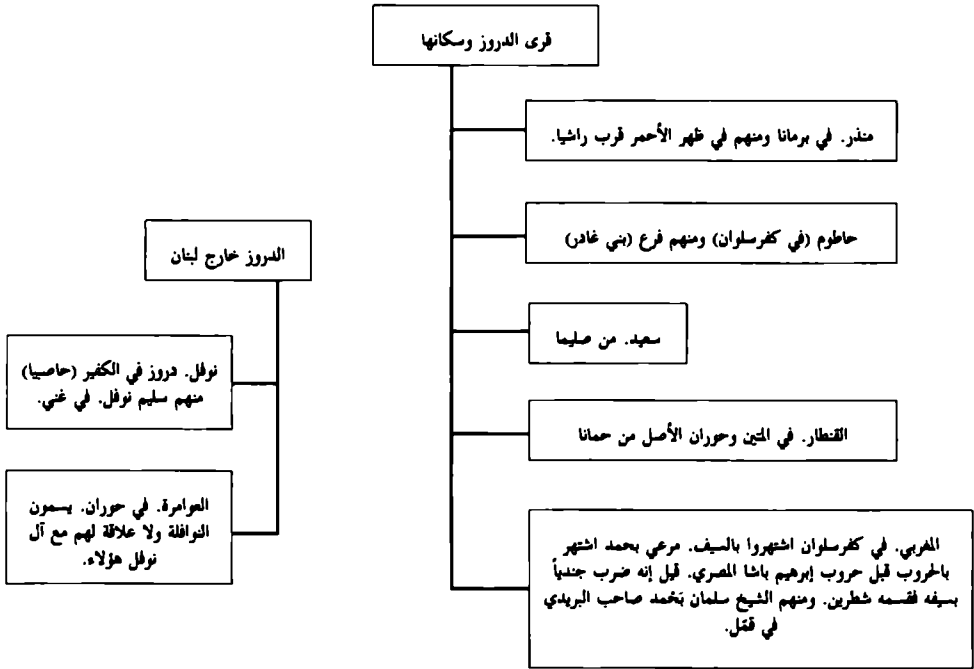 قرى الدروز وسكانها
منذر. في برمانا ومنهم في ظهر الأحمر قرب راشيا.
حاطوم (في كفرسلوان) ومنهم فرع (بني غادر)
سعيد. من صليما
القنطار. في المتين وحوران الأصل من حمانا
المغربي. في كفرسلوان اشتهروا بالسيف. مرعي بحمد اشتهر
بالحروب قبل حروب إبرهيم باشا المصري. قيل إنه ضرب جندياً
بسيفه فقسمه شطرين. ومنهم الشيخ سلمان بَحْمد صاحب البريدي
في قتل.
الدروز خارج لبنان
نوفل. دروز في الكفير (حاصبيا)
منهم سليم نوفل. في غني.
العوامرة. في حوران. يسمون
النوافلة ولا علاقة لهم مع آل
نوفل هؤلاء.